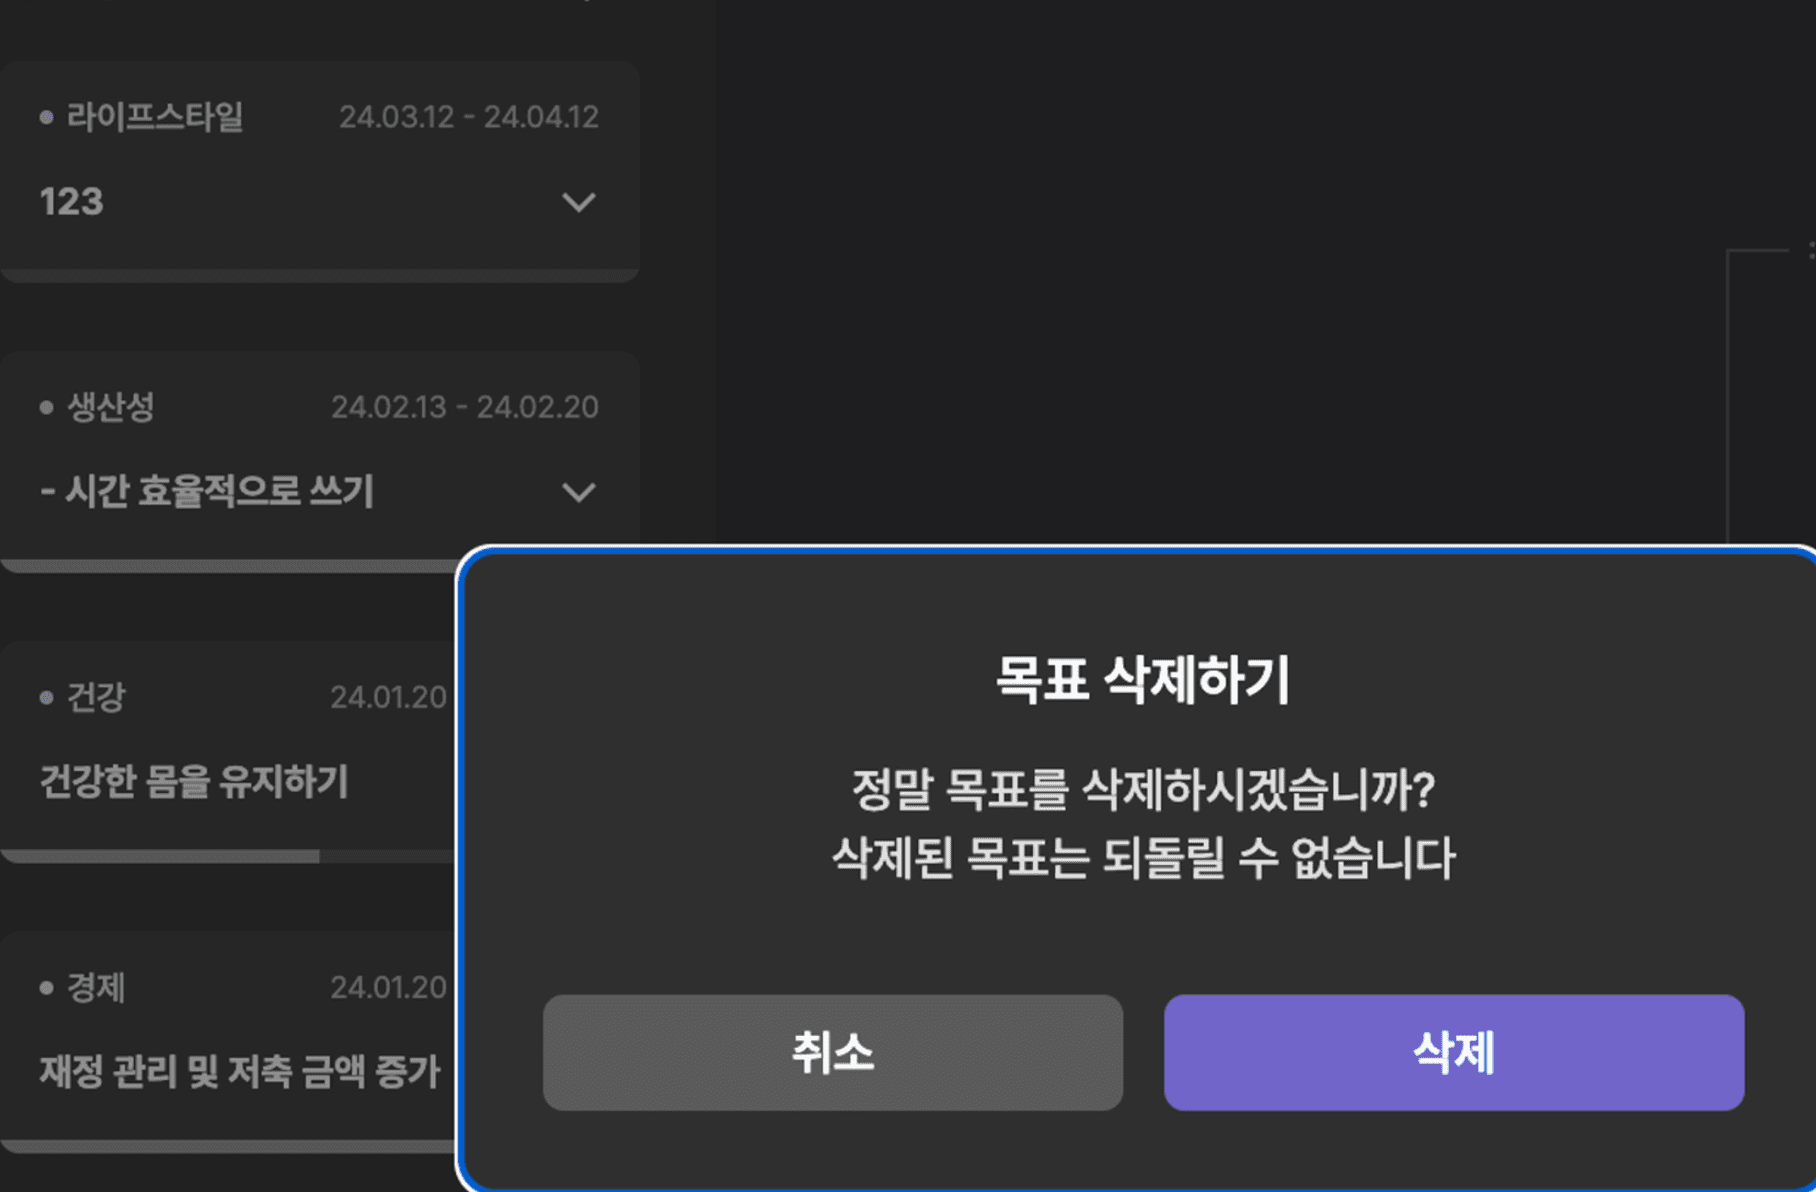 라이프스타일 24.03.12 - 24.04.12
123
생산성 24.02.13 - 24.02.20
- 시간 효율적으로 쓰기
건강 24.01.20
건강한 몸을 유지하기
경제 24.01.20
재정 관리 및 저축 금액 증가
목표 삭제하기
정말 목표를 삭제하시겠습니까?
삭제된 목표는 되돌릴 수 없습니다
취소 삭제